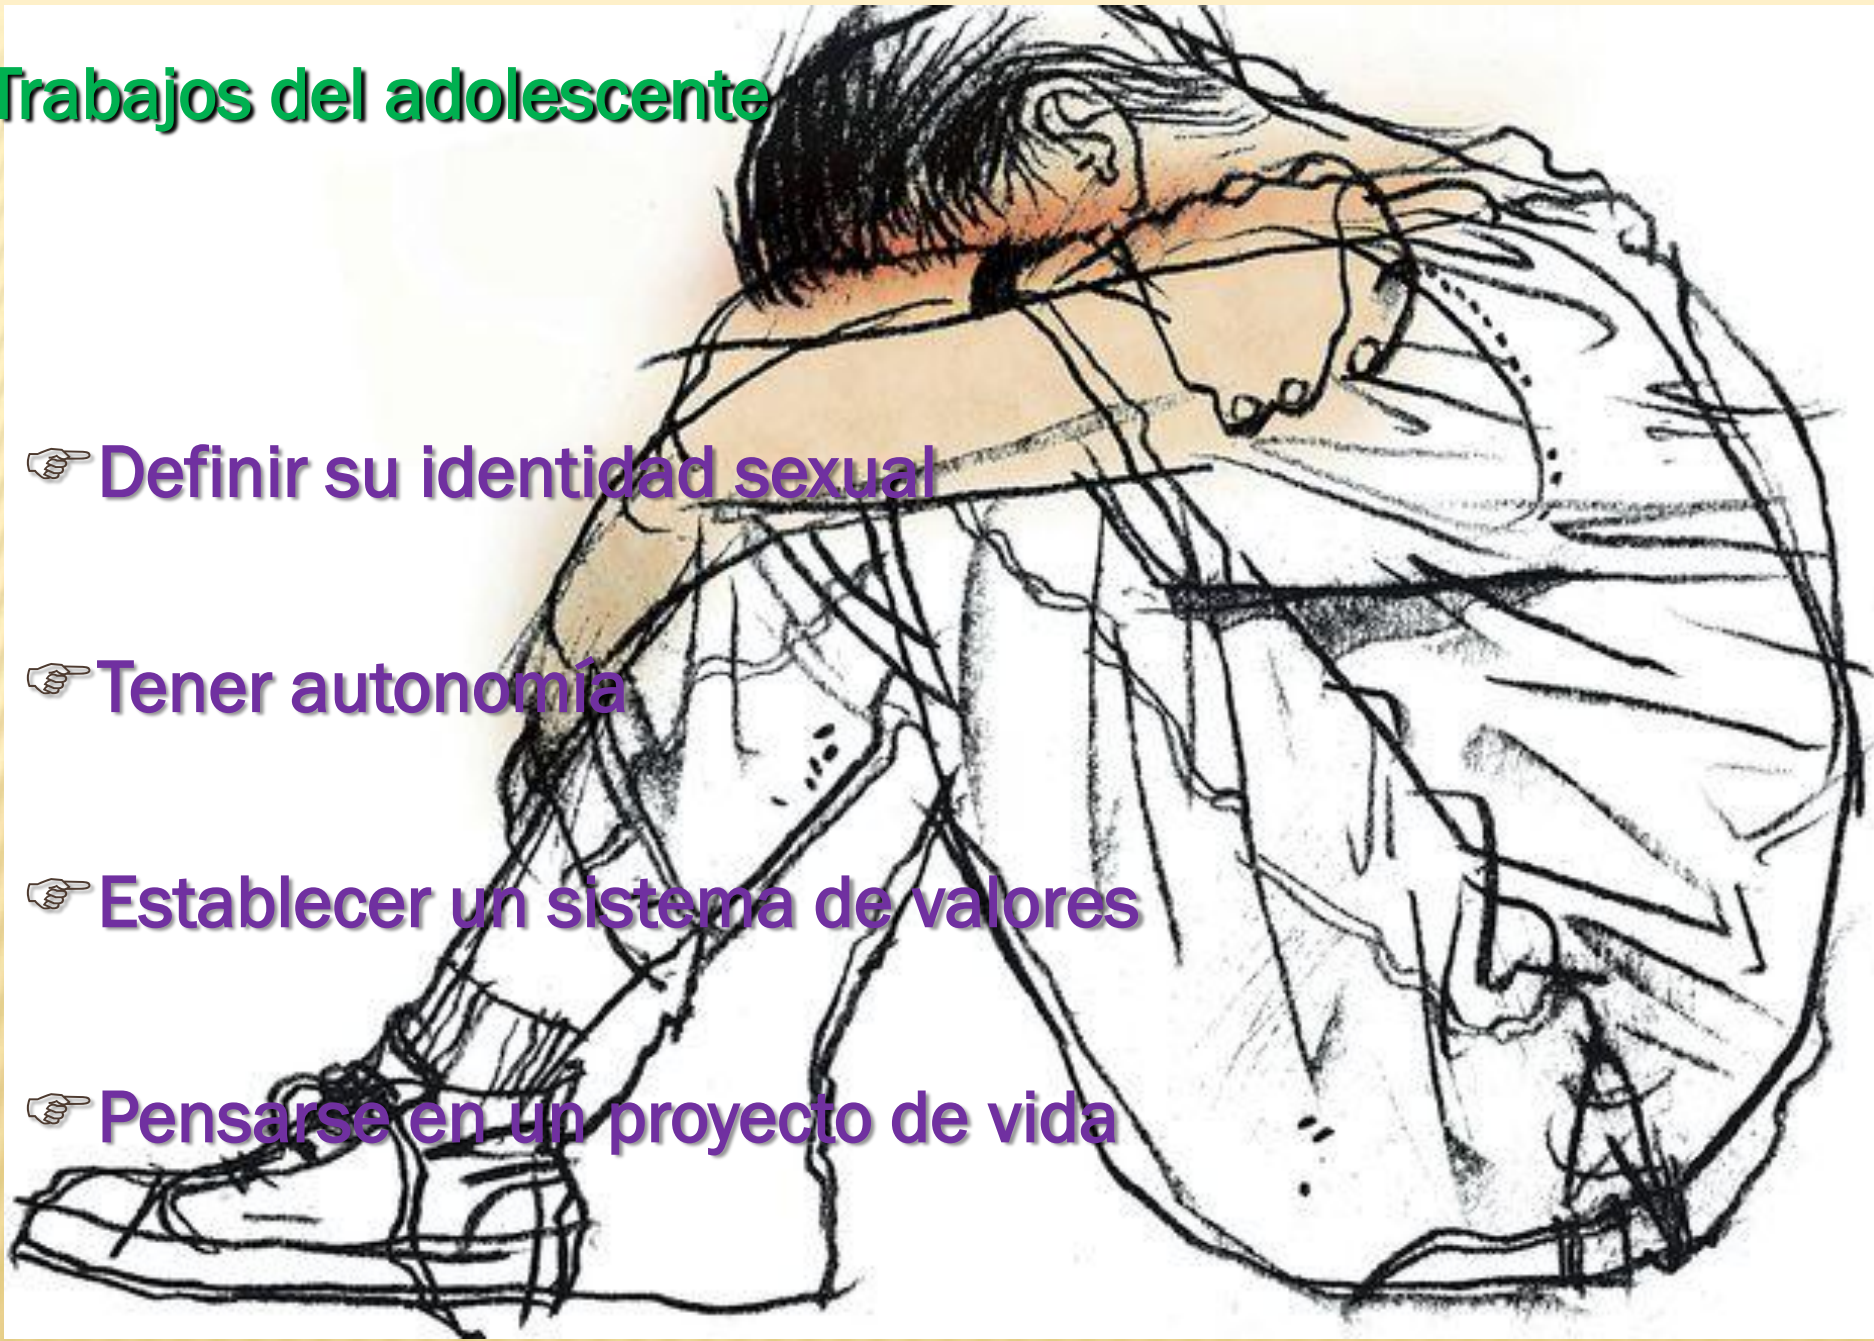 Trabajos del adolescente
☞Definir su identidad sexual
☞Tener autonomía
☞Establecer un sistema de valores
☞Pensarse en un proyecto de vida